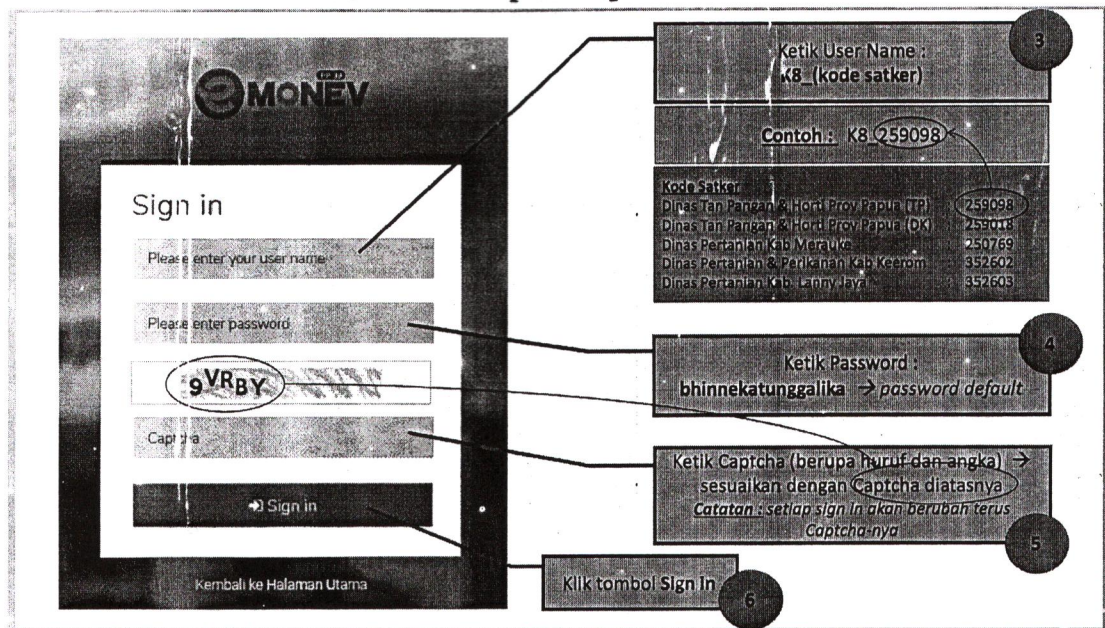 eMONEV
Sign in
Please enter your user name
Please enter password
9VRBY
Captcha
Sign in
Kembali ke Halaman Utama
3
Ketik User Name :
K8_(kode satker)
Contoh : K8_259098
Kode Satker
Dinas Tan Pangan & Horti Prov Papua (TP) : 259098
Dinas Tan Pangan & Horti Prov Papua (DK) : 259018
Dinas Pertanian Kab Merauke : 250769
Dinas Pertanian & Perikanan Kab Keerom : 352602
Dinas Pertanian Kab. Lanny Jaya : 352603
4
Ketik Password :
bhinnekatunggalika → password default
Ketik Captcha (berupa huruf dan angka) →
sesuaikan dengan Captcha diatasnya
Catatan : setiap sign in akan berubah terus
Captcha-nya
5
Klik tombol Sign In
6